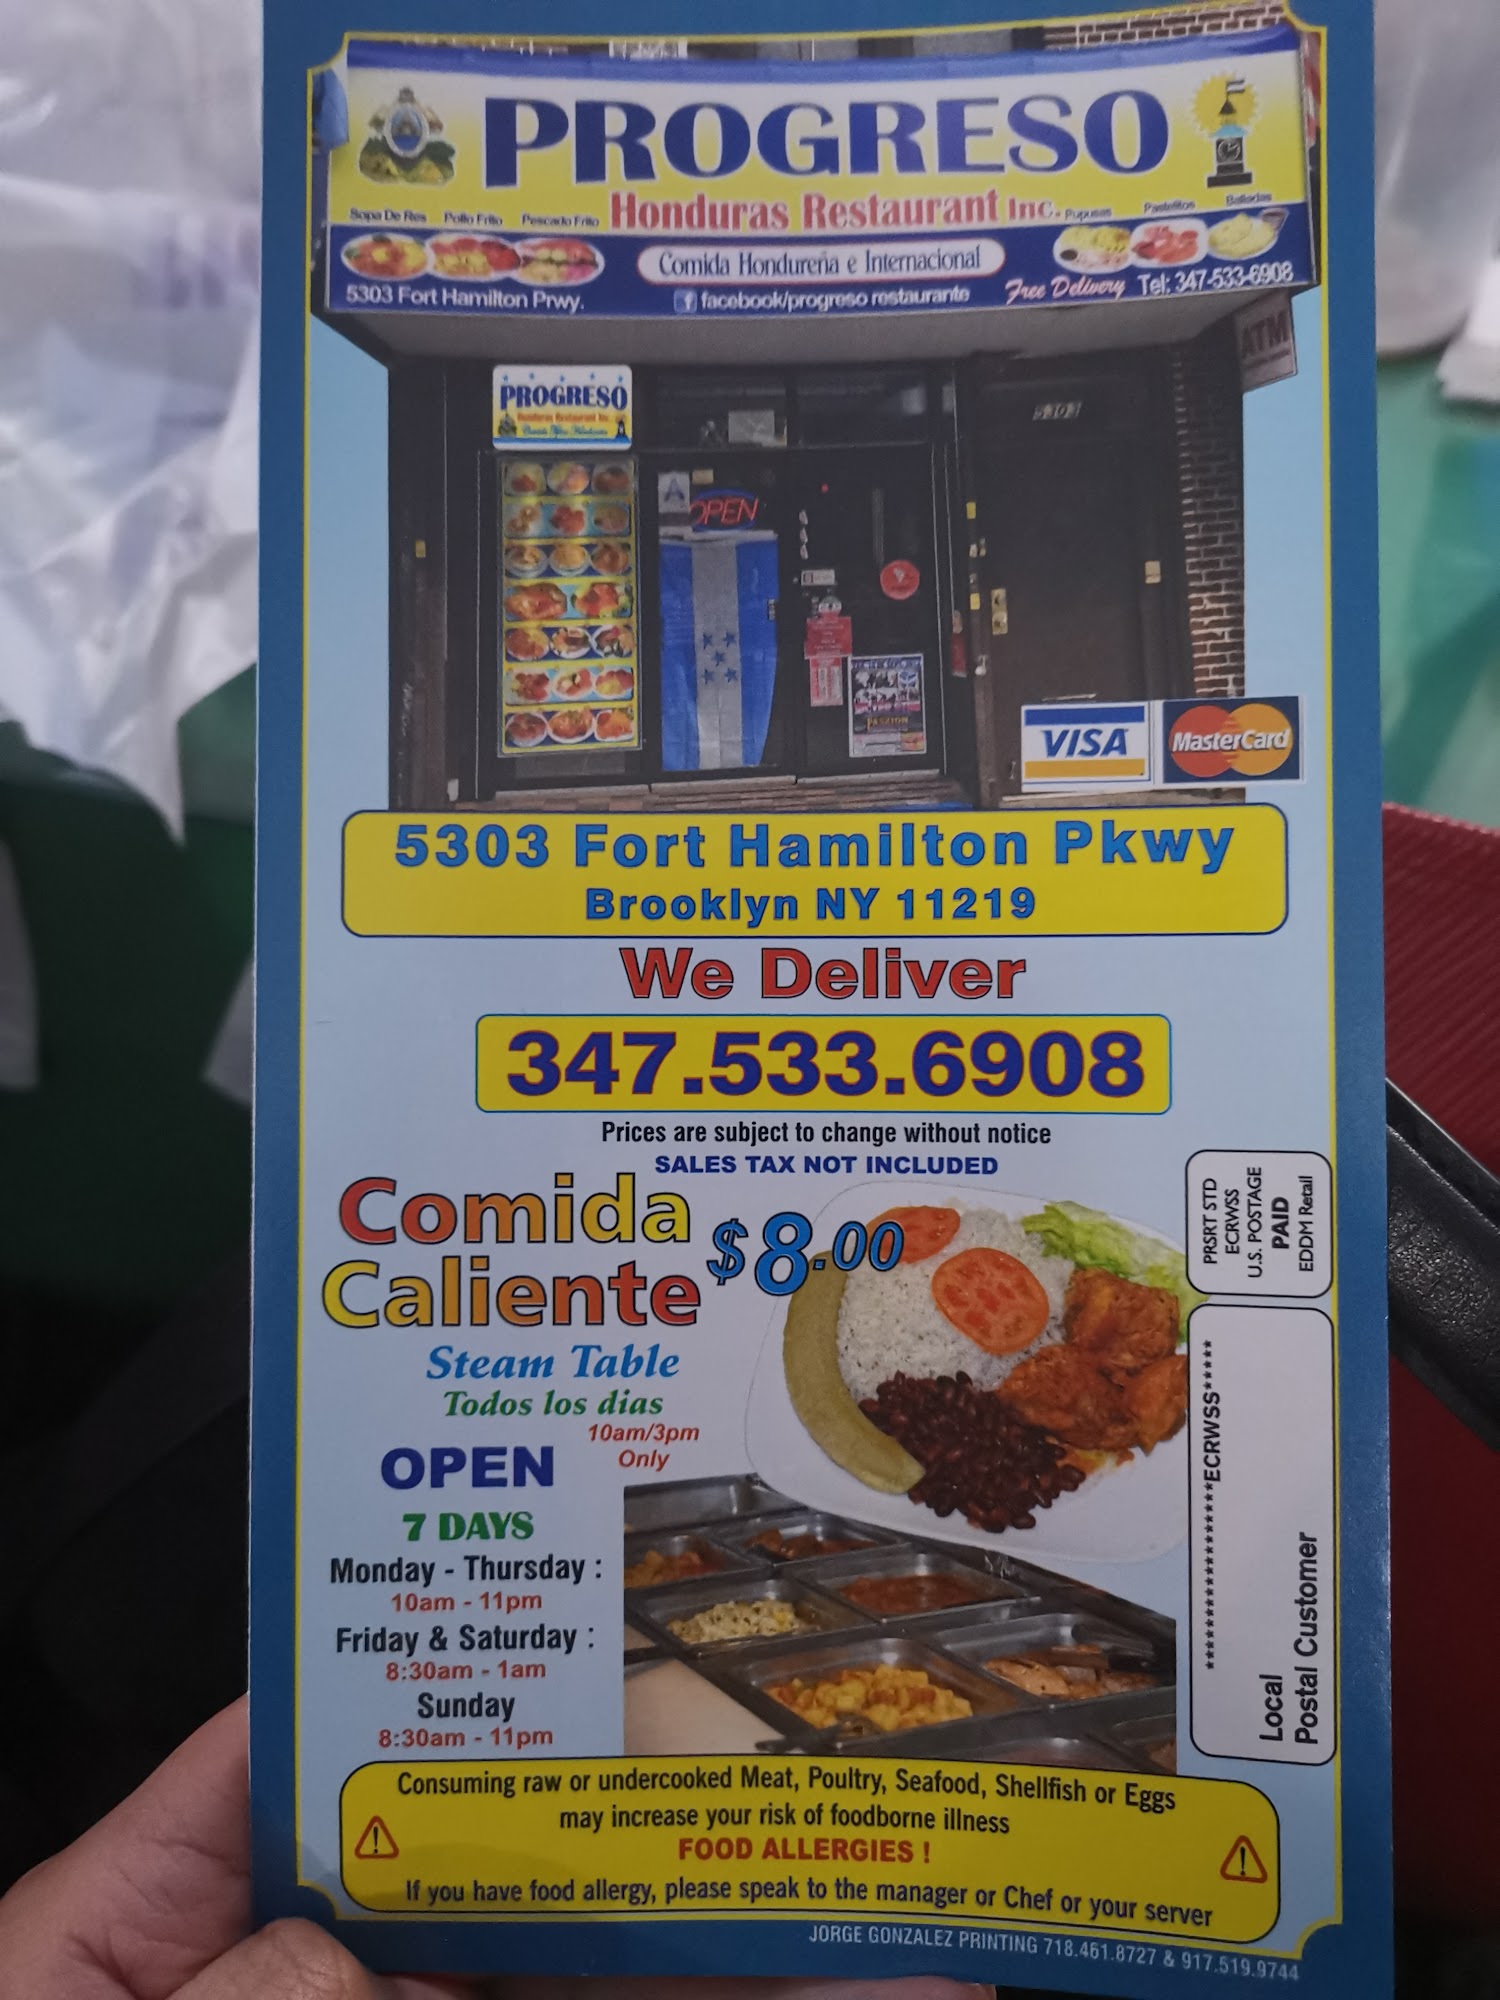 PROGRESO
Honduras Restaurant Inc.
Sopa De Res Pollo Frito Pescado Frito
Pupusas Pastelitos Baleadas
Comida Hondureña e Internacional
5303 Fort Hamilton Prwy.
facebook/progreso restaurante
Free Delivery Tel: 347-533-6908
ATM
PROGRESO
Honduras Restaurant Inc.
5303
A
OPEN
PASSION
VISA
MasterCard
5303 Fort Hamilton Pkwy
Brooklyn NY 11219
We Deliver
347.533.6908
Prices are subject to change without notice
SALES TAX NOT INCLUDED
Comida
Caliente
$8.00
Steam Table
Todos los dias
10am/3pm
Only
OPEN
7 DAYS
Monday - Thursday :
10am - 11pm
Friday & Saturday :
8:30am - 1am
Sunday
8:30am - 11pm
PRSRT STD
ECRWSS
U.S. POSTAGE
PAID
EDDM Retail
*********************ECRWSS*****
Local
Postal Customer
Consuming raw or undercooked Meat, Poultry, Seafood, Shellfish or Eggs
may increase your risk of foodborne illness
FOOD ALLERGIES !
If you have food allergy, please speak to the manager or Chef or your server
JORGE GONZALEZ PRINTING 718.461.8727 & 917.519.9744